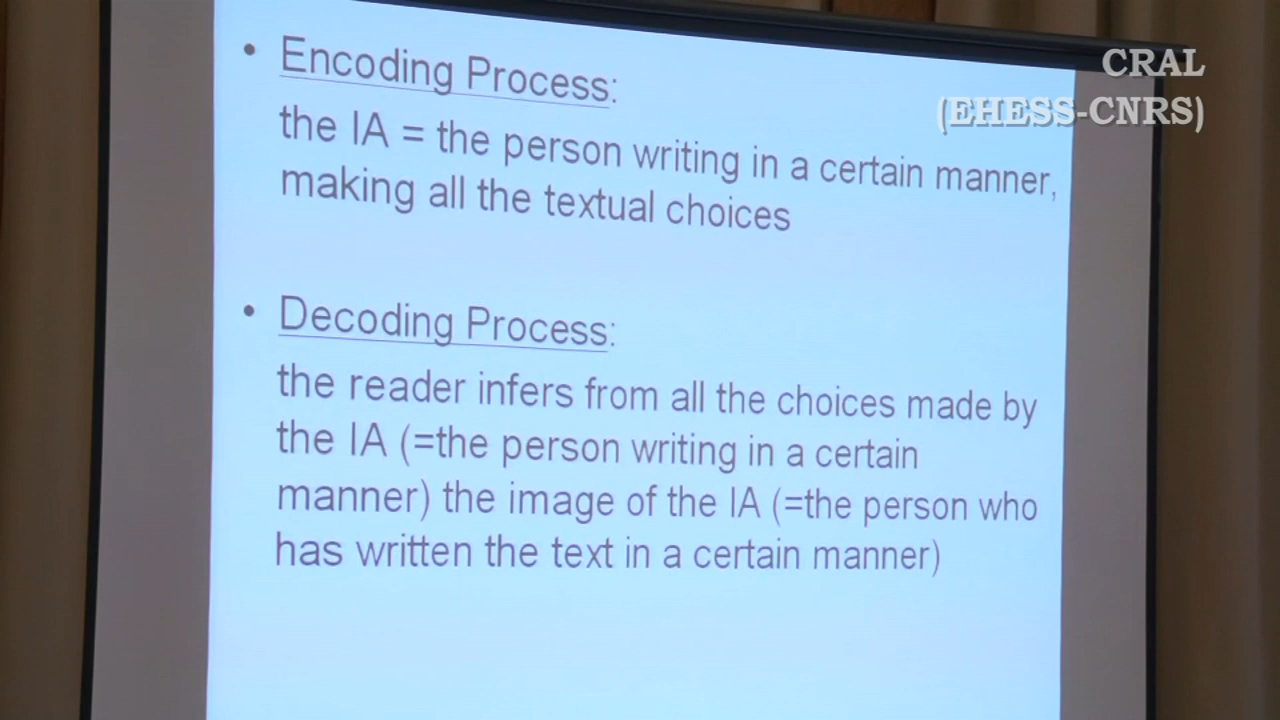 • Encoding Process:
the IA = the person writing in a certain manner,
making all the textual choices
• Decoding Process:
the reader infers from all the choices made by
the IA (=the person writing in a certain
manner) the image of the IA (=the person who
has written the text in a certain manner)
CRAL
(EHESS-CNRS)